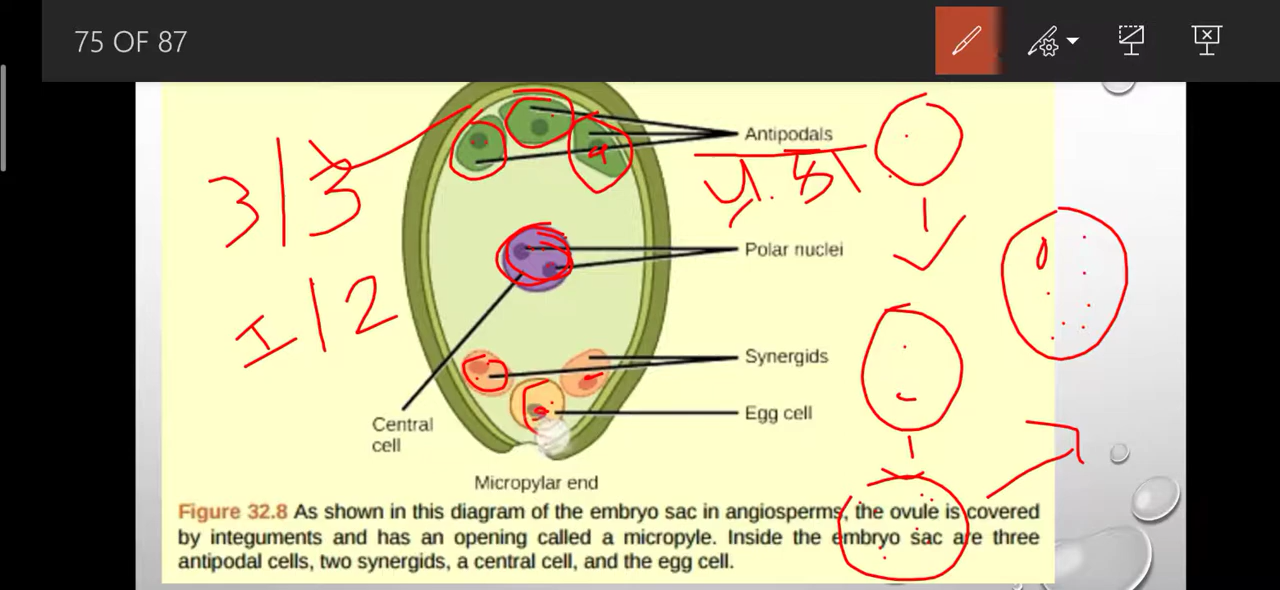 75 OF 87
Antipodals
3/3
Polar nuclei
I/2
Synergids
Egg cell
Central
cell
Micropylar end
Figure 32.8 As shown in this diagram of the embryo sac in angiosperms, the ovule is covered
by integuments and has an opening called a micropyle. Inside the embryo sac are three
antipodal cells, two synergids, a central cell, and the egg cell.